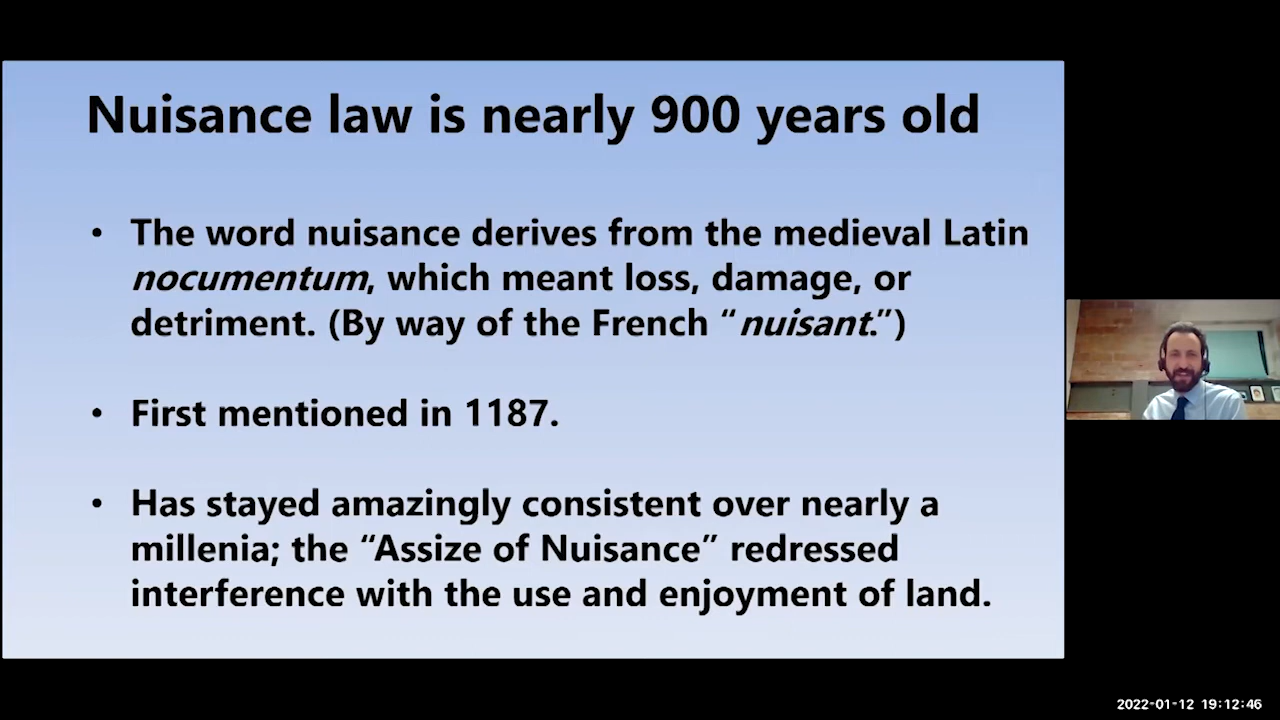 Nuisance law is nearly 900 years old
• The word nuisance derives from the medieval Latin
nocumentum, which meant loss, damage, or
detriment. (By way of the French “nuisant.”)
• First mentioned in 1187.
• Has stayed amazingly consistent over nearly a
millenia; the “Assize of Nuisance” redressed
interference with the use and enjoyment of land.
2022-01-12 19:12:46